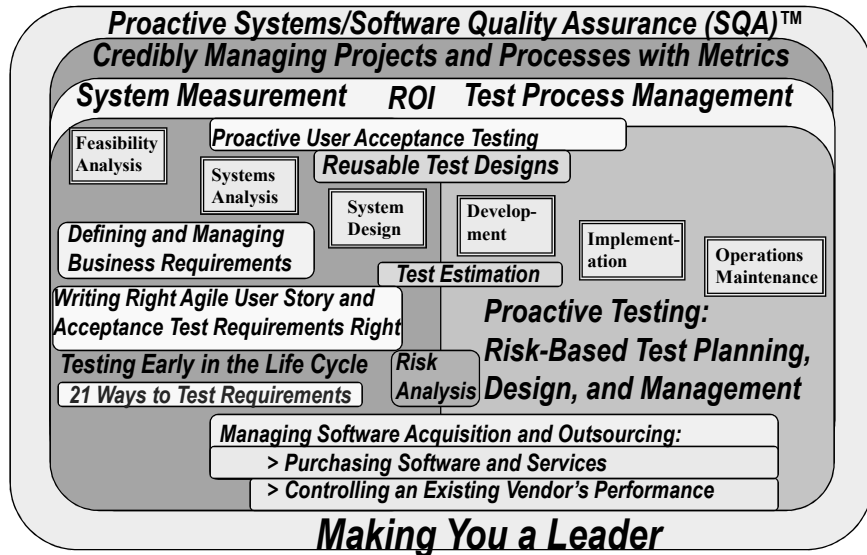 Proactive Systems/Software Quality Assurance (SQA)™
Credibly Managing Projects and Processes with Metrics
System Measurement ROI Test Process Management
Proactive User Acceptance Testing
Feasibility
Analysis
Reusable Test Designs
Systems
Analysis
System
Design
Develop-
ment
Implement-
ation
Operations
Maintenance
Defining and Managing
Business Requirements
Test Estimation
Writing Right Agile User Story and
Acceptance Test Requirements Right
Proactive Testing:
Risk-Based Test Planning,
Design, and Management
Testing Early in the Life Cycle
21 Ways to Test Requirements
Risk
Analysis
Managing Software Acquisition and Outsourcing:
> Purchasing Software and Services
> Controlling an Existing Vendor’s Performance
Making You a Leader